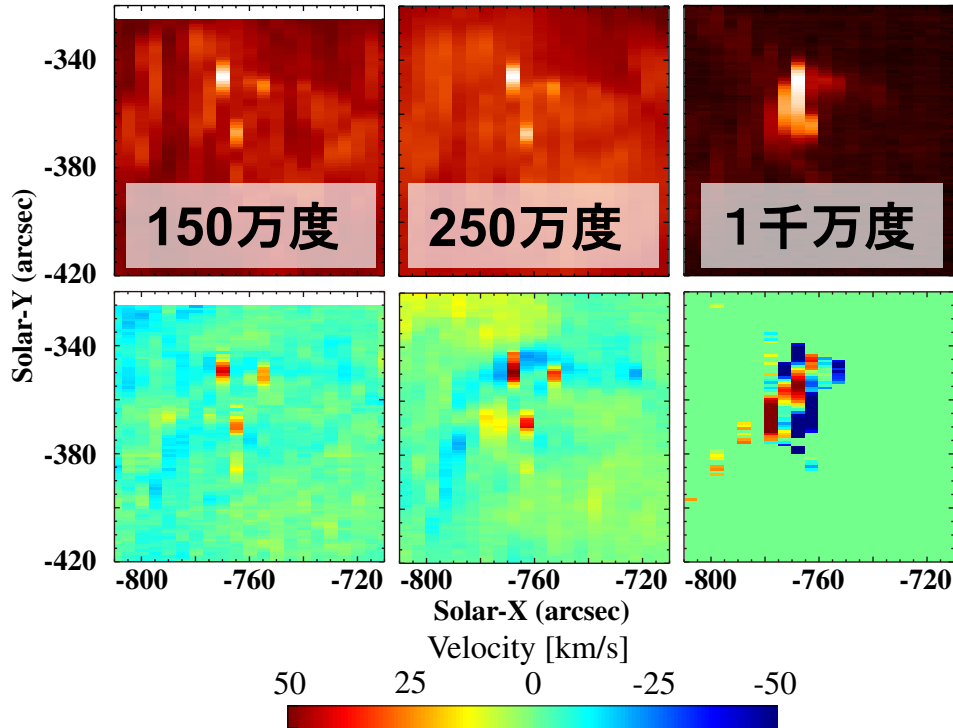 -340
-380
-420
150万度
250万度
1千万度
Solar-Y (arcsec)
-340
-380
-420
-800 -760 -720
-800 -760 -720
-800 -760 -720
Solar-X (arcsec)
Velocity [km/s]
50 25 0 -25 -50